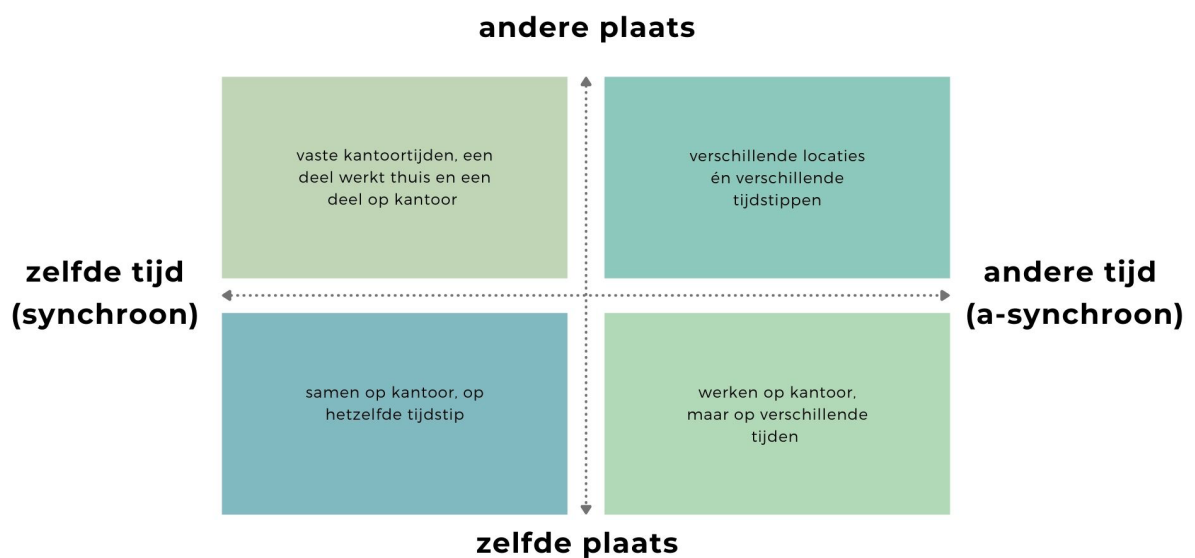 andere plaats
vaste kantoortijden, een
deel werkt thuis en een
deel op kantoor
verschillende locaties
én verschillende
tijdstippen
zelfde tijd
(synchroon)
andere tijd
(a-synchroon)
samen op kantoor, op
hetzelfde tijdstip
werken op kantoor,
maar op verschillende
tijden
zelfde plaats